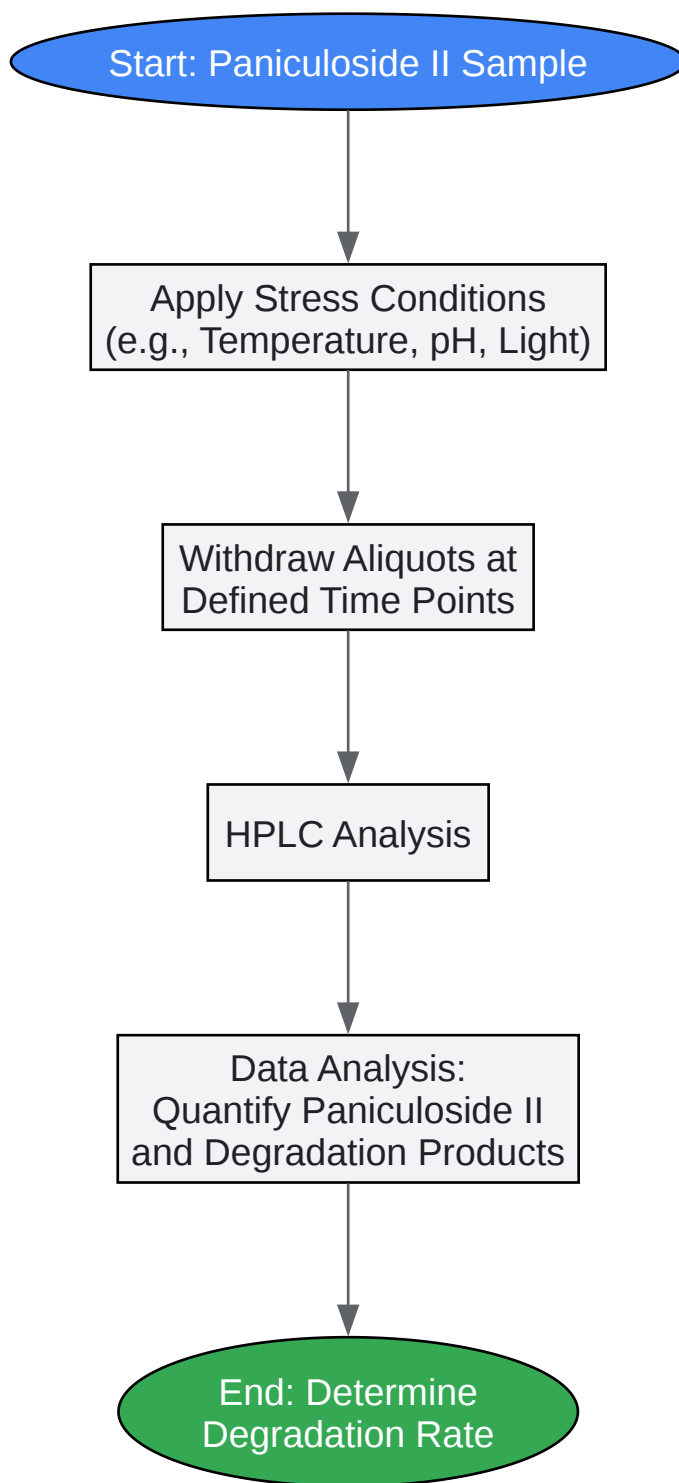 Start: Paniculoside II Sample
Apply Stress Conditions
(e.g., Temperature, pH, Light)
Withdraw Aliquots at
Defined Time Points
HPLC Analysis
Data Analysis:
Quantify Paniculoside II
and Degradation Products
End: Determine
Degradation Rate